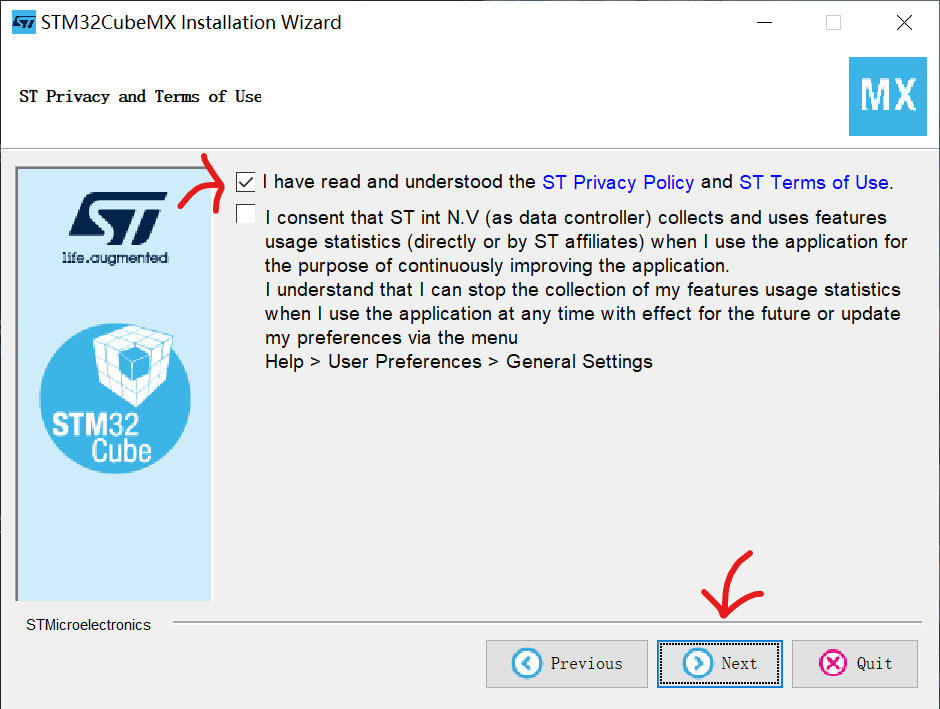 STM32CubeMX Installation Wizard
ST Privacy and Terms of Use
MX
I have read and understood the ST Privacy Policy and ST Terms of Use.
I consent that ST int N.V (as data controller) collects and uses features
usage statistics (directly or by ST affiliates) when I use the application for
the purpose of continuously improving the application.
I understand that I can stop the collection of my features usage statistics
when I use the application at any time with effect for the future or update
my preferences via the menu
Help > User Preferences > General Settings
ST
life.augmented
STM32
Cube
STMicroelectronics
Previous
Next
Quit